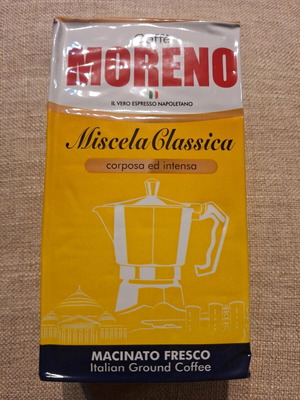 Caffè
MORENO
IL VERO ESPRESSO NAPOLETANO
Miscela Classica
corposa ed intensa
MACINATO FRESCO
Italian Ground Coffee